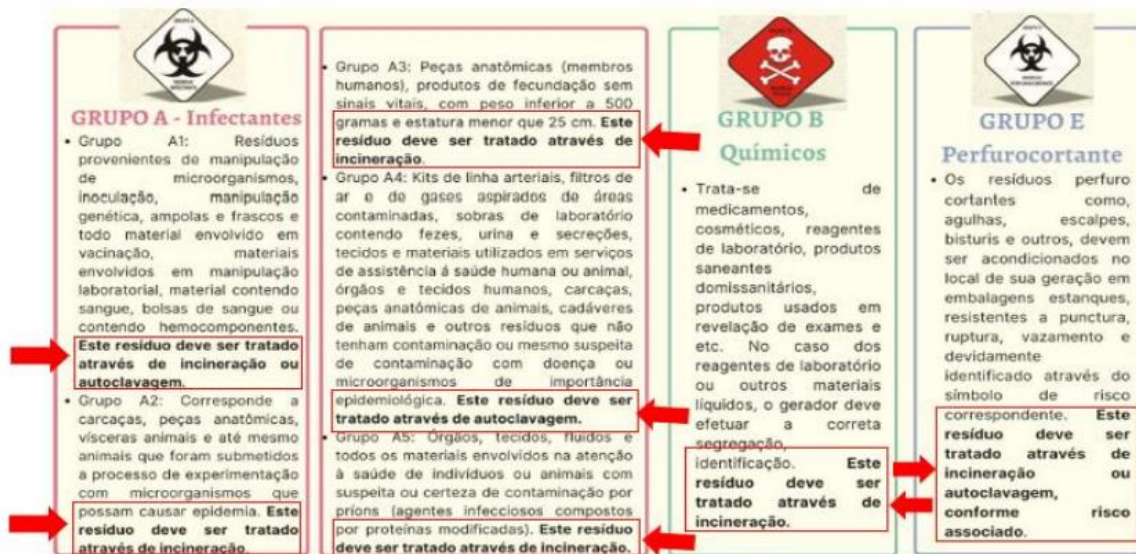 GRUPO A - Infectantes
• Grupo A1: Resíduos
provenientes de manipulação
de microorganismos,
inoculação, manipulação
genética, ampolas e frascos e
todo material envolvido em
vacinação, materiais
envolvidos em manipulação
laboratorial, material contendo
sangue, bolsas de sangue ou
contendo hemocomponentes.
Este resíduo deve ser tratado
através de incineração ou
autoclavagem.
• Grupo A2: Corresponde a
carcaças, peças anatômicas,
vísceras animais e até mesmo
animais que foram submetidos
a processo de experimentação
com microorganismos que
possam causar epidemia. Este
resíduo deve ser tratado
através de incineração.
• Grupo A3: Peças anatômicas (membros
humanos), produtos de fecundação sem
sinais vitais, com peso inferior a 500
gramas e estatura menor que 25 cm. Este
resíduo deve ser tratado através de
incineração.
• Grupo A4: Kits de linha arteriais, filtros de
ar e de gases aspirados de áreas
contaminadas, sobras de laboratório
contendo fezes, urina e secreções,
tecidos e materiais utilizados em serviços
de assistência á saúde humana ou animal,
órgãos e tecidos humanos, carcaças,
peças anatômicas de animais, cadáveres
de animais e outros resíduos que não
tenham contaminação ou mesmo suspeita
de contaminação com doença ou
microorganismos de importância
epidemiológica. Este resíduo deve ser
tratado através de autoclavagem.
• Grupo A5: Órgãos, tecidos, fluidos e
todos os materiais envolvidos na atenção
à saúde de indivíduos ou animais com
suspeita ou certeza de contaminação por
príons (agentes infecciosos compostos
por proteínas modificadas). Este resíduo
deve ser tratado através de incineração.
GRUPO B
Químicos
• Trata-se de
medicamentos,
cosméticos, reagentes
de laboratório, produtos
saneantes
domissanitários,
produtos usados em
revelação de exames e
etc. No caso dos
reagentes de laboratório
ou outros materiais
líquidos, o gerador deve
efetuar a correta
segregação,
identificação. Este
resíduo deve ser
tratado através de
incineração.
GRUPO E
Perfurocortante
• Os resíduos perfuro
cortantes como,
agulhas, escalpes,
bisturis e outros, devem
ser acondicionados no
local de sua geração em
embalagens estanques,
resistentes a punctura,
ruptura, vazamento e
devidamente
identificado através do
símbolo de risco
correspondente. Este
resíduo deve ser
tratado através de
incineração ou
autoclavagem,
conforme risco
associado.